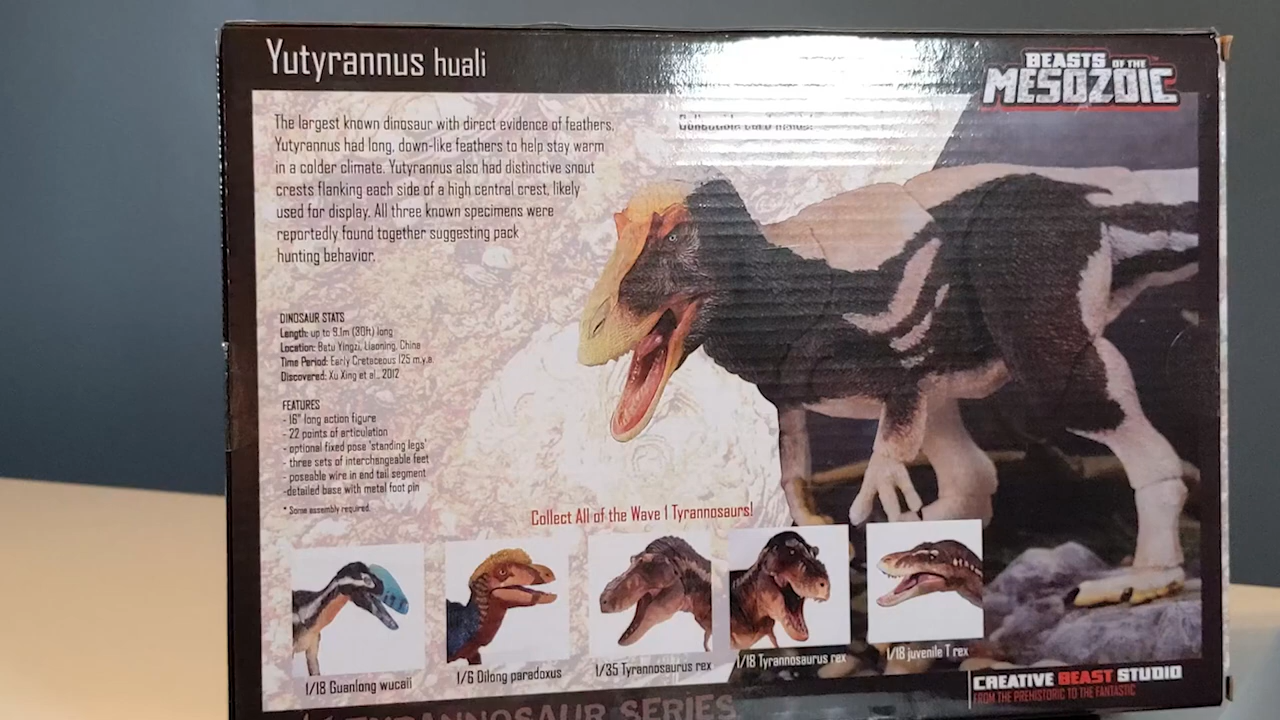 Yutyrannus huali
BEASTS OF THE
MESOZOIC
The largest known dinosaur with direct evidence of feathers,
Yutyrannus had long, down-like feathers to help stay warm
in a colder climate. Yutyrannus also had distinctive snout
crests flanking each side of a high central crest, likely
used for display. All three known specimens were
reportedly found together suggesting pack
hunting behavior.
Collectible card inside!
DINOSAUR STATS
Length: up to 9.1m (30ft) long
Location: Batu Yingzi, Liaoning, China
Time Period: Early Cretaceous 125 m.y.a.
Discovered: Xu Xing et al., 2012
FEATURES
- 16" long action figure
- 22 points of articulation
- optional fixed pose 'standing legs'
- three sets of interchangeable feet
- poseable wire in end tail segment
-detailed base with metal foot pin
* Some assembly required.
Collect All of the Wave 1 Tyrannosaurs!
1/18 Guanlong wucaii
1/6 Dilong paradoxus
1/35 Tyrannosaurus rex
1/18 Tyrannosaurus rex
1/18 juvenile T rex
CREATIVE BEAST STUDIO
FROM THE PREHISTORIC TO THE FANTASTIC
TYRANNOSAUR SERIES